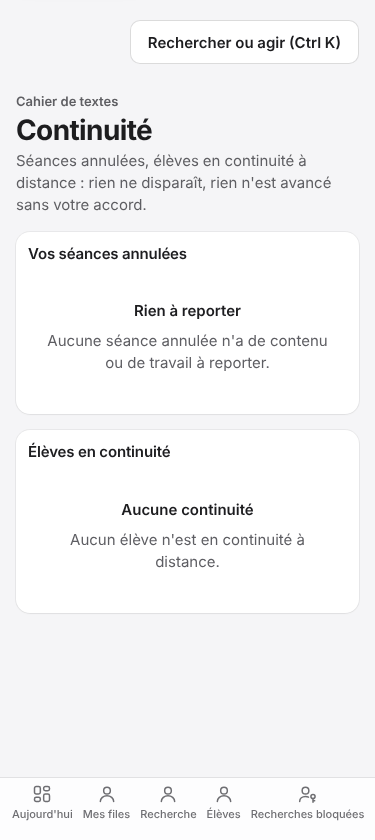 Rechercher ou agir (Ctrl K)
Cahier de textes
Continuité
Séances annulées, élèves en continuité à
distance : rien ne disparaît, rien n'est avancé
sans votre accord.
Vos séances annulées
Rien à reporter
Aucune séance annulée n'a de contenu
ou de travail à reporter.
Élèves en continuité
Aucune continuité
Aucun élève n'est en continuité à
distance.
Aujourd'hui Mes files Recherche Élèves Recherches bloquées